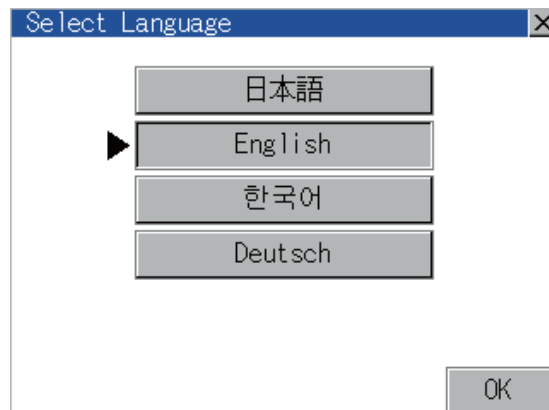 Select Language
日本語
English
한국어
Deutsch
OK